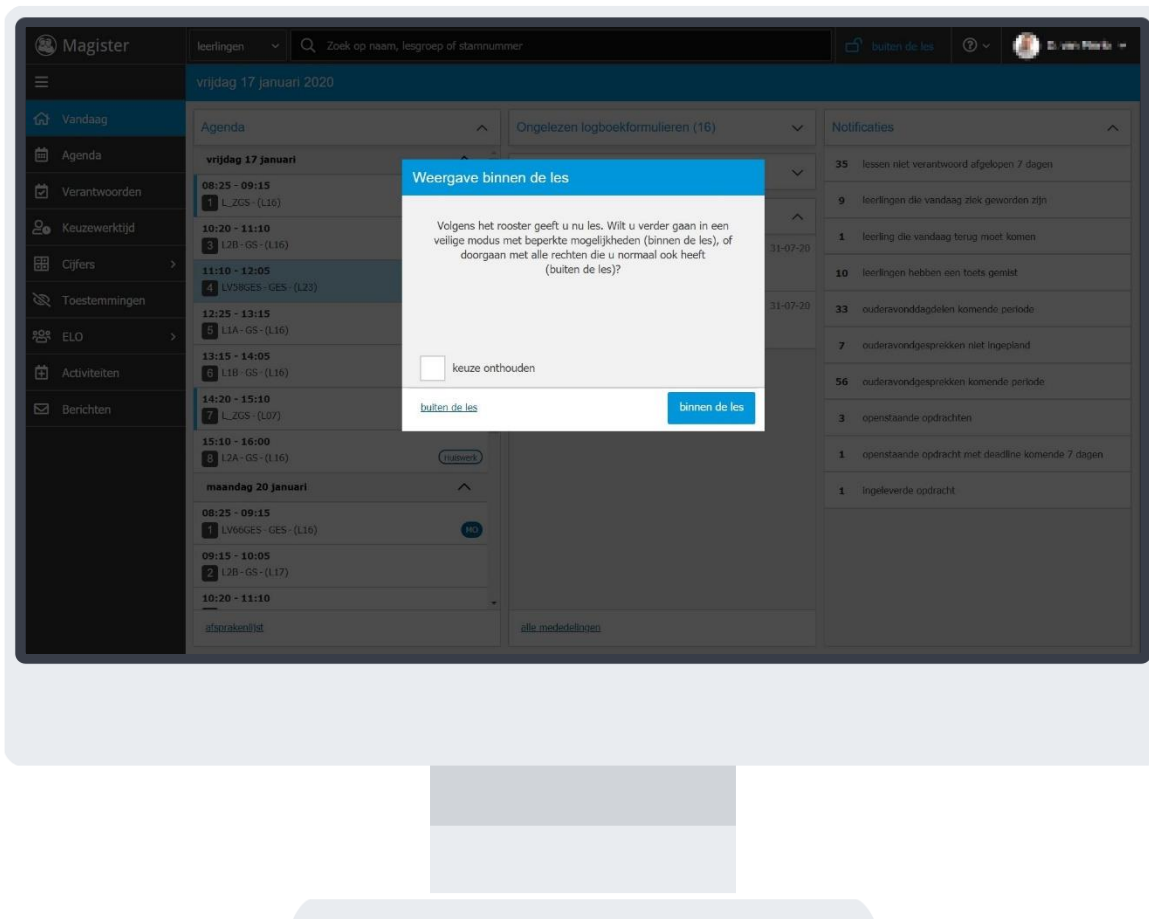 Magister
leerlingen
Zoek op naam, lesgroep of stamnummer
buiten de les
vrijdag 17 januari 2020
Vandaag
Agenda
Verantwoorden
Keuzewerktijd
Cijfers
Toestemmingen
ELO
Activiteiten
Berichten
Agenda
vrijdag 17 januari
08:25 - 09:15
1 L_ZGS - (L16)
10:20 - 11:10
3 L2B - GS - (L16)
11:10 - 12:05
4 LV58GES - GES - (L23)
12:25 - 13:15
5 L1A - GS - (L16)
13:15 - 14:05
6 L1B - GS - (L16)
14:20 - 15:10
7 L_ZGS - (L07)
15:10 - 16:00
8 L2A - GS - (L16)
huiswerk
maandag 20 januari
08:25 - 09:15
1 LV66GES - GES - (L16)
MO
09:15 - 10:05
2 L2B - GS - (L17)
10:20 - 11:10
afsprakenlijst
Ongelezen logboekformulieren (16)
31-07-20
31-07-20
alle mededelingen
Weergave binnen de les
Volgens het rooster geeft u nu les. Wilt u verder gaan in een
veilige modus met beperkte mogelijkheden (binnen de les), of
doorgaan met alle rechten die u normaal ook heeft
(buiten de les)?
keuze onthouden
buiten de les
binnen de les
Notificaties
35 lessen niet verantwoord afgelopen 7 dagen
9 leerlingen die vandaag ziek geworden zijn
1 leerling die vandaag terug moet komen
10 leerlingen hebben een toets gemist
33 ouderavonddagdelen komende periode
7 ouderavondgesprekken niet ingepland
56 ouderavondgesprekken komende periode
3 openstaande opdrachten
1 openstaande opdracht met deadline komende 7 dagen
1 ingeleverde opdracht